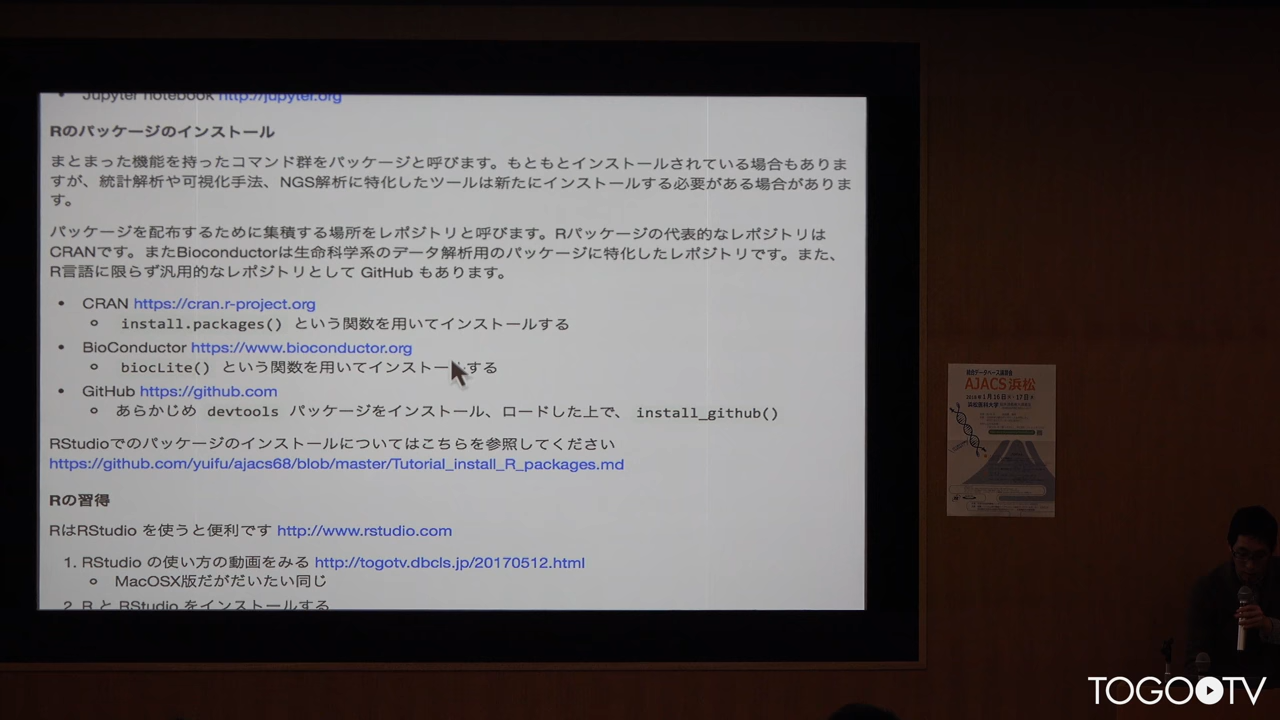 Jupyter notebook http://jupyter.org
Rのパッケージのインストール
まとまった機能を持ったコマンド群をパッケージと呼びます。もともとインストールされている場合もありま
すが、統計解析や可視化手法、NGS解析に特化したツールは新たにインストールする必要がある場合がありま
す。
パッケージを配布するために集積する場所をレポジトリと呼びます。Rパッケージの代表的なレポジトリは
CRANです。またBioconductorは生命科学系のデータ解析用のパッケージに特化したレポジトリです。また、
R言語に限らず汎用的なレポジトリとして GitHub もあります。
CRAN https://cran.r-project.org
install.packages() という関数を用いてインストールする
BioConductor https://www.bioconductor.org
biocLite() という関数を用いてインストールする
GitHub https://github.com
あらかじめ devtools パッケージをインストール、ロードした上で、 install_github()
RStudioでのパッケージのインストールについてはこちらを参照してください
https://github.com/yuifu/ajacs68/blob/master/Tutorial_install_R_packages.md
Rの習得
RはRStudio を使うと便利です http://www.rstudio.com
1. RStudio の使い方の動画をみる http://togotv.dbcls.jp/20170512.html
MacOSX版だがだいたい同じ
2. R と RStudio をインストールする
AJACS浜松
TOGOTV